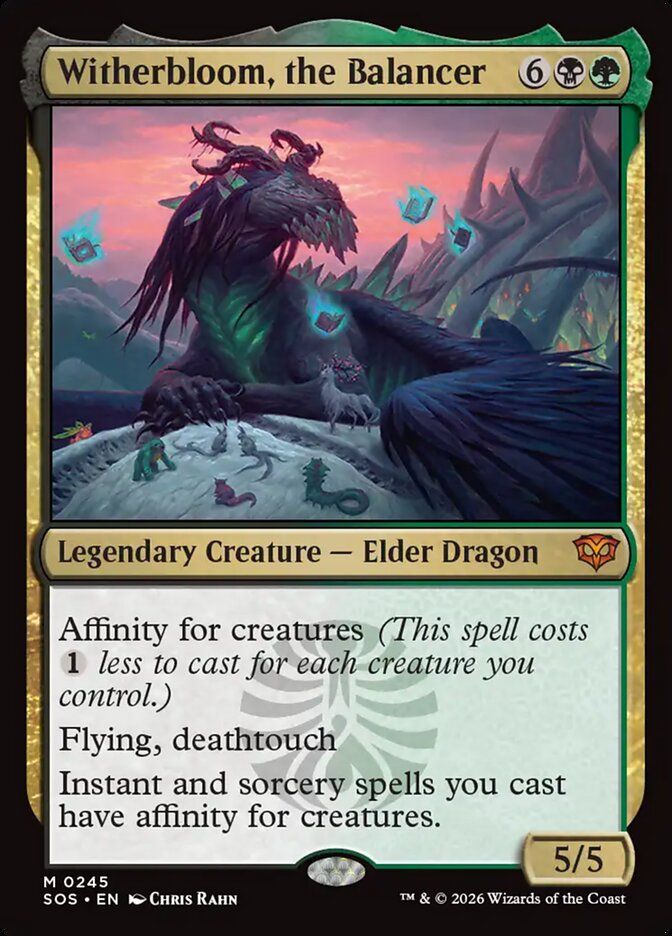 Witherbloom, the Balancer 6
Legendary Creature — Elder Dragon
Affinity for creatures (This spell costs
1 less to cast for each creature you
control.)
Flying, deathtouch
Instant and sorcery spells you cast
have affinity for creatures.
5/5
M 0245
SOS • EN Chris Rahn
™ & © 2026 Wizards of the Coast